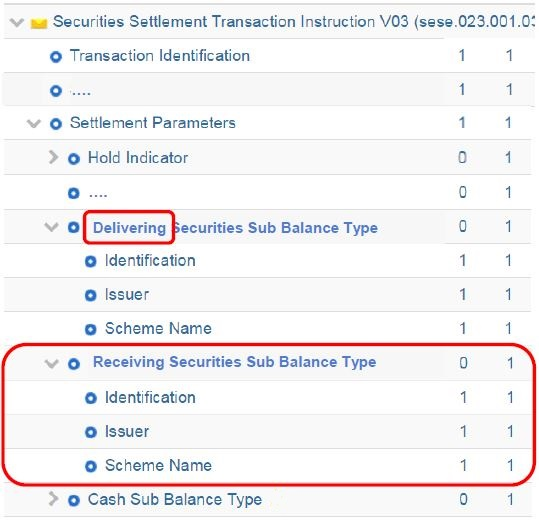 Securities Settlement Transaction Instruction V03 (sese.023.001.03
Transaction Identification 1 1
.... 1 1
Settlement Parameters 1 1
Hold Indicator 0 1
.... 0 1
Delivering Securities Sub Balance Type 0 1
Identification 1 1
Issuer 1 1
Scheme Name 1 1
Receiving Securities Sub Balance Type 0 1
Identification 1 1
Issuer 1 1
Scheme Name 1 1
Cash Sub Balance Type 0 1